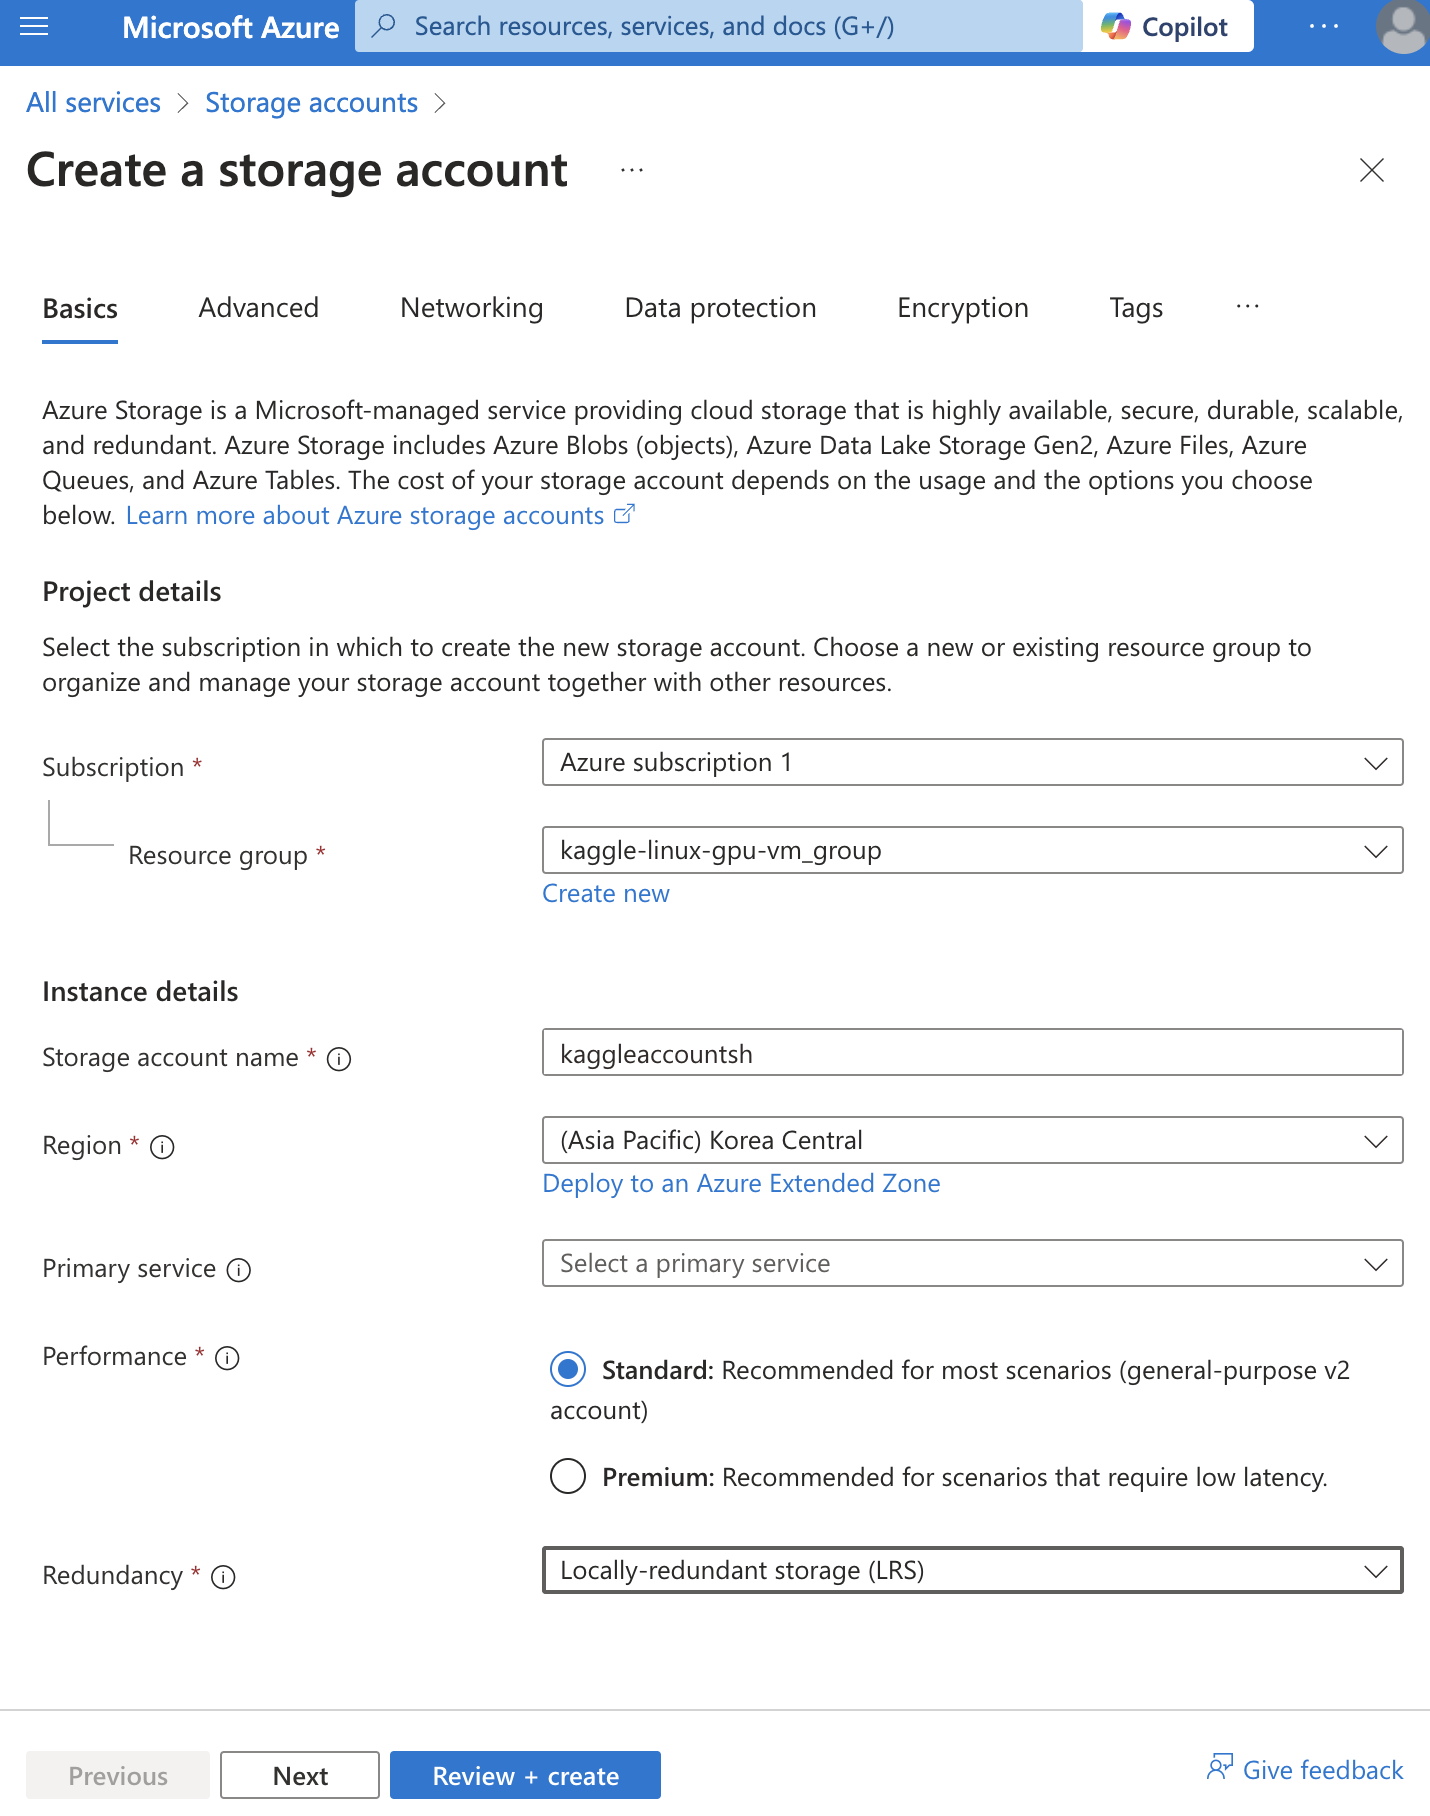 Microsoft Azure
Search resources, services, and docs (G+/)
Copilot
All services > Storage accounts >
Create a storage account ...
Basics Advanced Networking Data protection Encryption Tags ...
Azure Storage is a Microsoft-managed service providing cloud storage that is highly available, secure, durable, scalable,
and redundant. Azure Storage includes Azure Blobs (objects), Azure Data Lake Storage Gen2, Azure Files, Azure
Queues, and Azure Tables. The cost of your storage account depends on the usage and the options you choose
below. Learn more about Azure storage accounts
Project details
Select the subscription in which to create the new storage account. Choose a new or existing resource group to
organize and manage your storage account together with other resources.
Subscription *
Azure subscription 1
Resource group *
kaggle-linux-gpu-vm_group
Create new
Instance details
Storage account name *
kaggleaccountsh
Region *
(Asia Pacific) Korea Central
Deploy to an Azure Extended Zone
Primary service
Select a primary service
Performance *
Standard: Recommended for most scenarios (general-purpose v2
account)
Premium: Recommended for scenarios that require low latency.
Redundancy *
Locally-redundant storage (LRS)
Previous
Next
Review + create
Give feedback